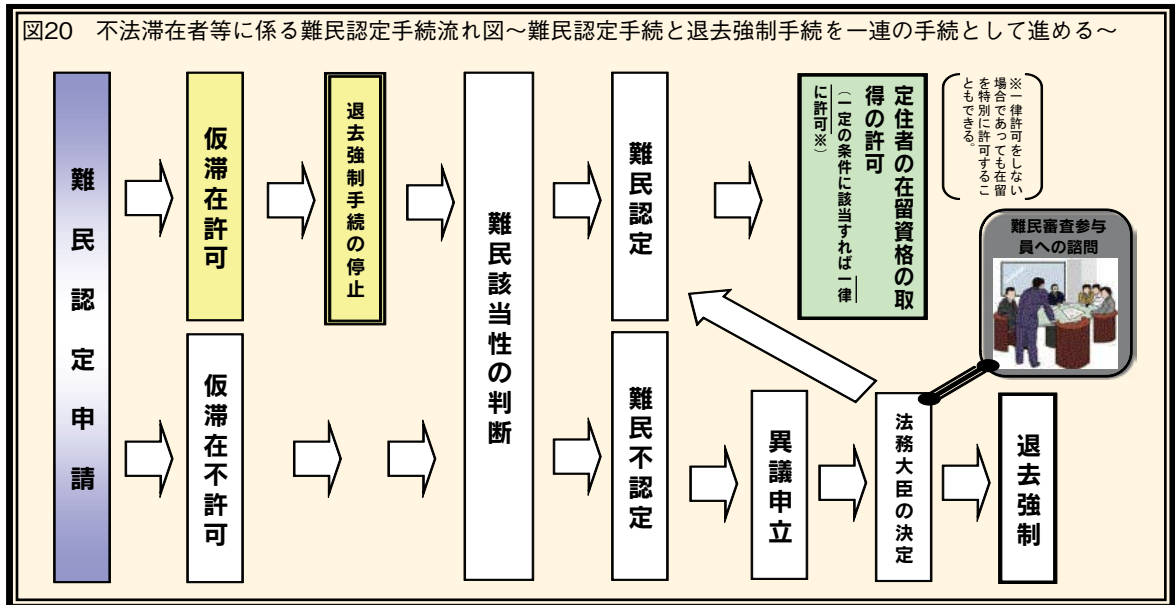 図20　不法滞在者等に係る難民認定手続流れ図～難民認定手続と退去強制手続を一連の手続として進める～
難民認定申請
仮滞在許可
退去強制手続の停止
仮滞在不許可
難民該当性の判断
難民認定
難民不認定
定住者の在留資格の取
得の許可
（一定の条件に該当すれば一律
に許可※）
※一律許可をしない
場合であっても在留
を特別に許可するこ
ともできる。
難民審査参与
員への諮問
異議申立
法務大臣の決定
退去強制